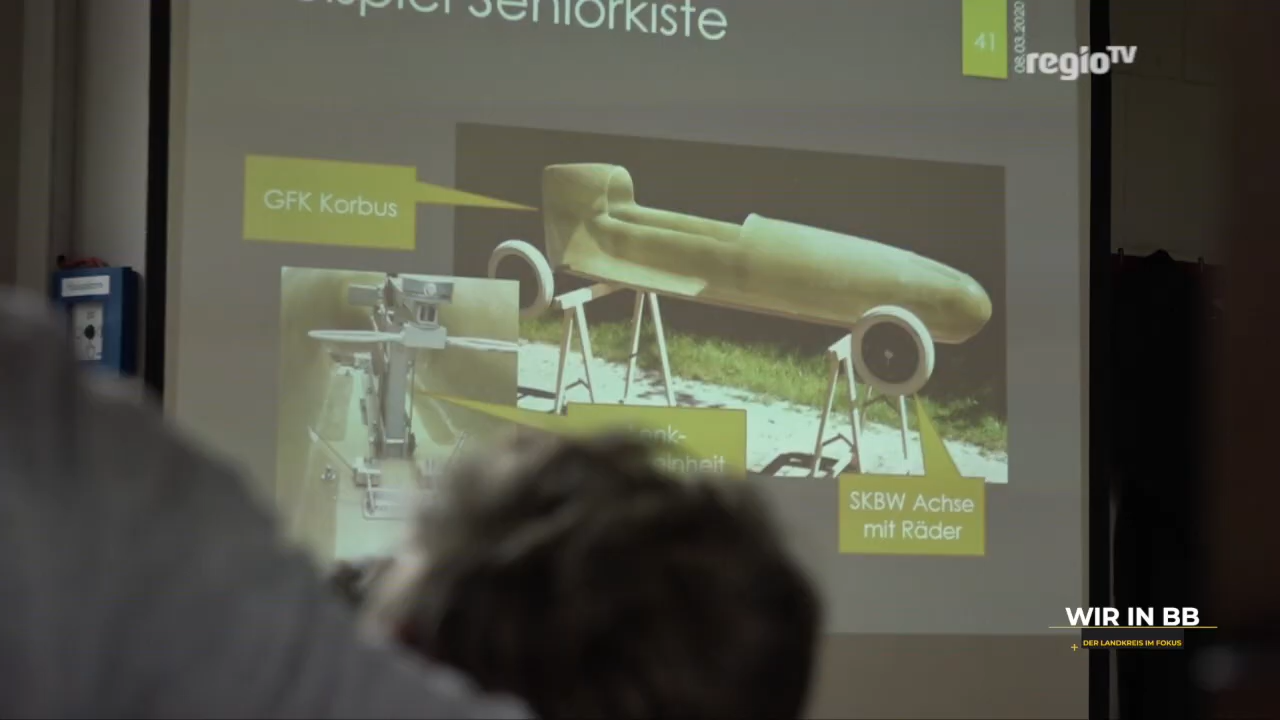 Seniorkiste
41
08.03.2020
regioTV
GFK Korbus
SKBW Achse
mit Räder
WIR IN BB
DER LANDKREIS IM FOKUS